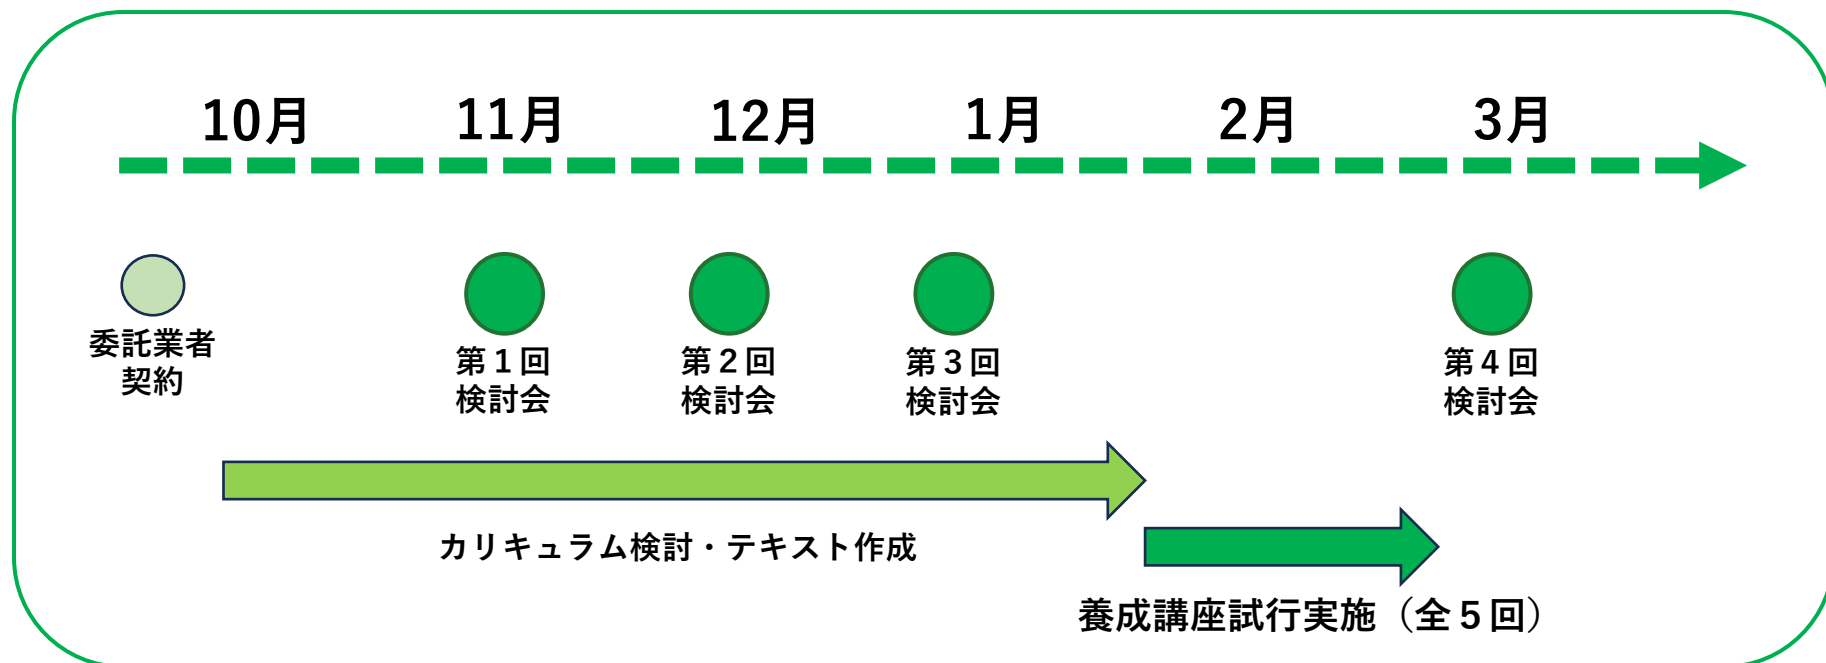 10月 11月 12月 1月 2月 3月
委託業者
契約
第１回
検討会
第２回
検討会
第３回
検討会
第４回
検討会
カリキュラム検討・テキスト作成
養成講座試行実施（全５回）